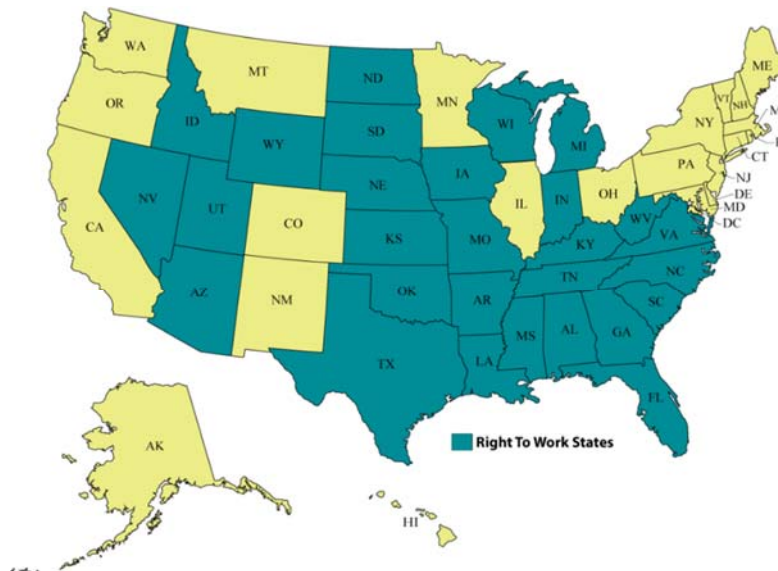 WA
MT
ND
MN
ME
VT
NH
OR
ID
WY
SD
WI
MI
NY
M
CT
PA
NJ
IA
NE
NV
UT
CO
IL
IN
OH
DE
MD
DC
WV
VA
CA
KS
MO
KY
NC
TN
AZ
NM
OK
AR
SC
MS
AL
GA
TX
LA
FL
Right To Work States
AK
HI